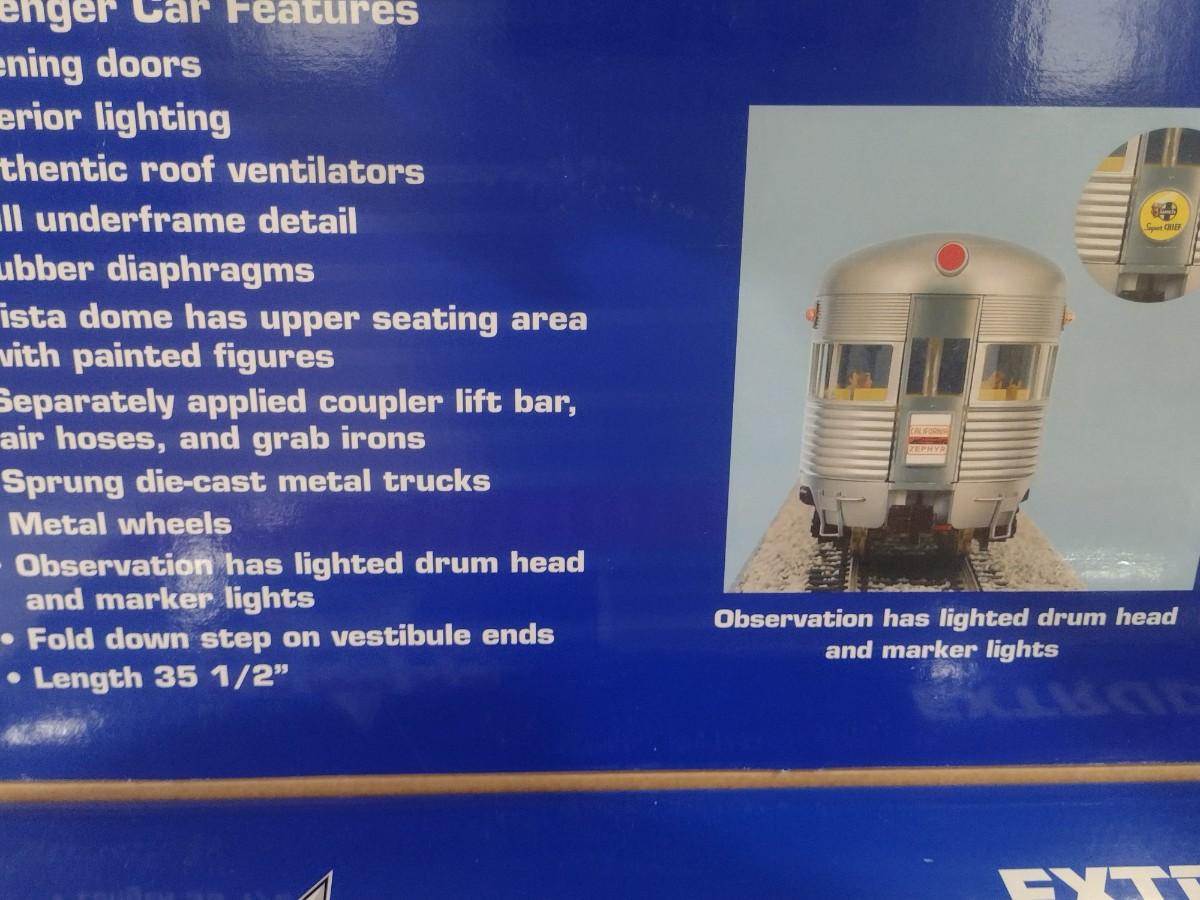 enger Car Features
ening doors
erior lighting
thentic roof ventilators
ll underframe detail
ubber diaphragms
ista dome has upper seating area
with painted figures
Separately applied coupler lift bar,
air hoses, and grab irons
Sprung die-cast metal trucks
Metal wheels
• Observation has lighted drum head
and marker lights
• Fold down step on vestibule ends
• Length 35 1/2”
Super CHIEF
CALIFORNIA
ZEPHYR
Observation has lighted drum head
and marker lights
EXT